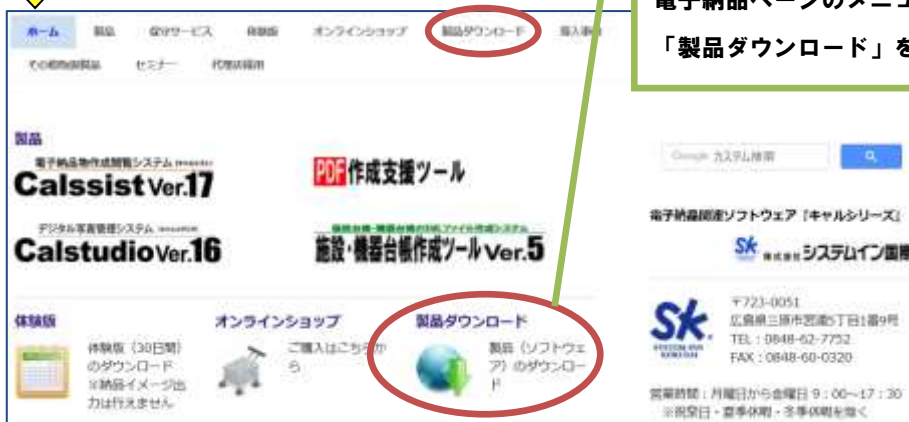 電子納品ページのメニュ
「製品ダウンロード」を
ホーム 製品 保守サービス 体験版 オンラインショップ 製品ダウンロード 導入事
セミナー 代理店様用
製品
電子納品物作成閲覧システム
Calssist Ver.17
PDF作成支援ツール
デジタル写真管理システム
Calstudio Ver.16
施設・機器台帳作成ツール Ver.5
Google カスタム検索
電子納品関連ソフトウェア「キャルシリーズ」
Sk 株式会社 システムイン国際
体験版
体験版（30日間）
のダウンロード
※納品イメージ出
力は行えません
オンラインショップ
ご購入はこちらか
ら
製品ダウンロード
製品（ソフトウェ
ア）のダウンロー
ド
Sk
〒723-0051
広島県三原市宮浦5丁目1番9号
TEL：0848-62-7752
FAX：0848-60-0320
営業時間：月曜日から金曜日 9：00～17：30
※祝祭日・夏季休暇・冬季休暇を除く